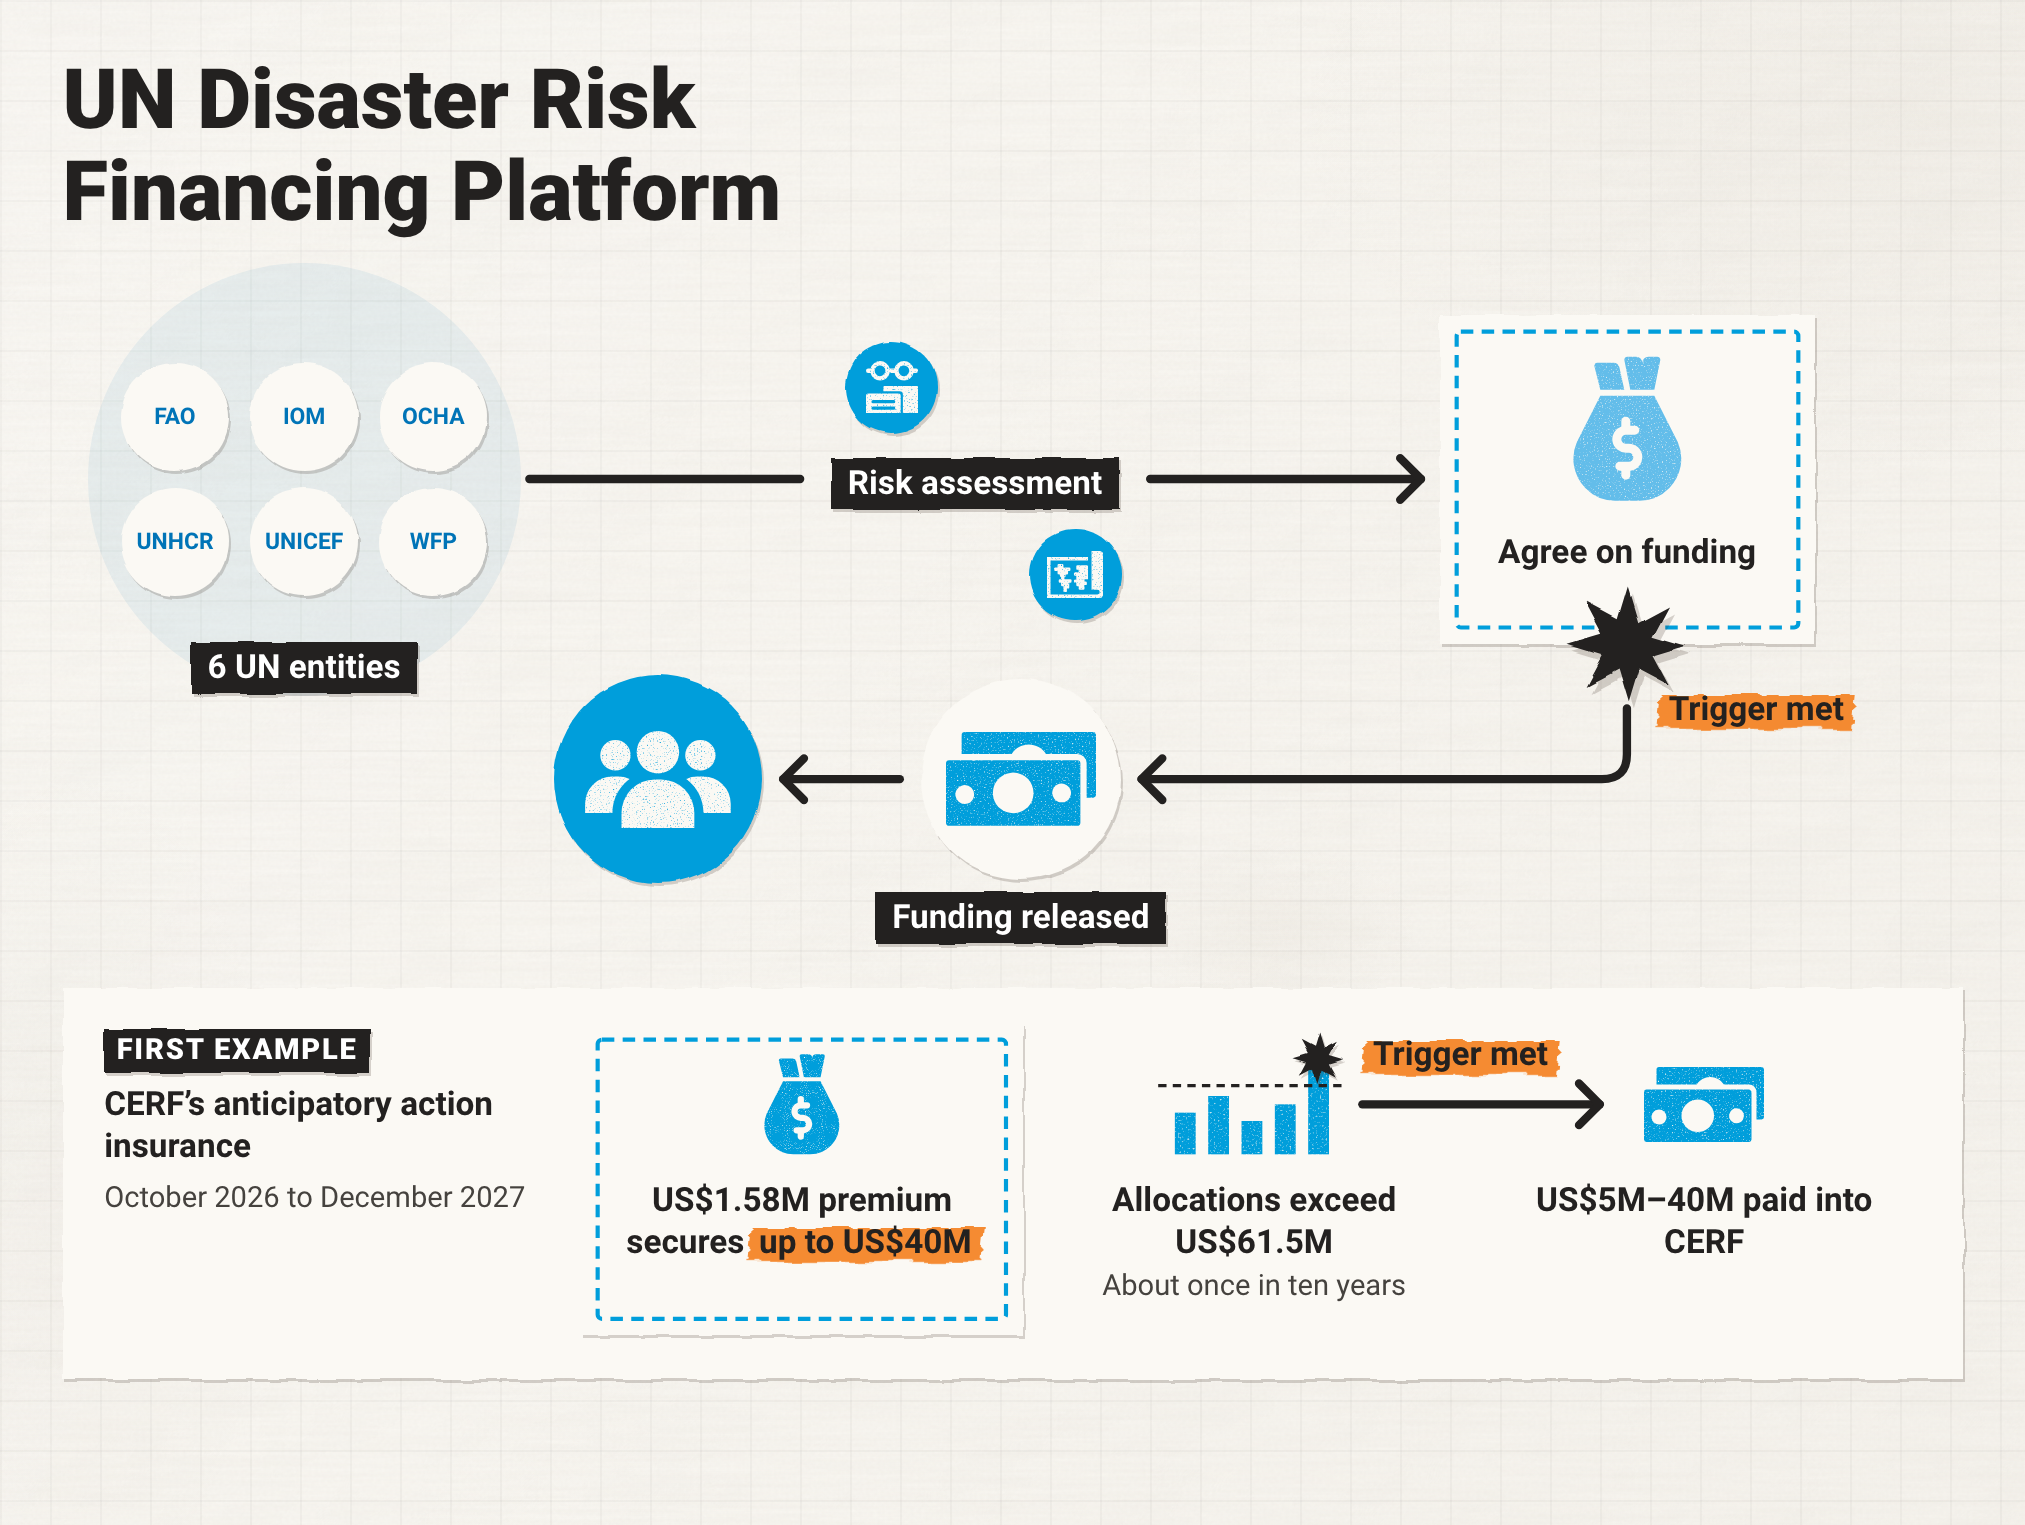 UN Disaster Risk
Financing Platform
FAO
IOM
OCHA
UNHCR
UNICEF
WFP
6 UN entities
Risk assessment
Agree on funding
Trigger met
Funding released
FIRST EXAMPLE
CERF’s anticipatory action
insurance
October 2026 to December 2027
$
US$1.58M premium
secures up to US$40M
Trigger met
Allocations exceed
US$61.5M
About once in ten years
US$5M–40M paid into
CERF